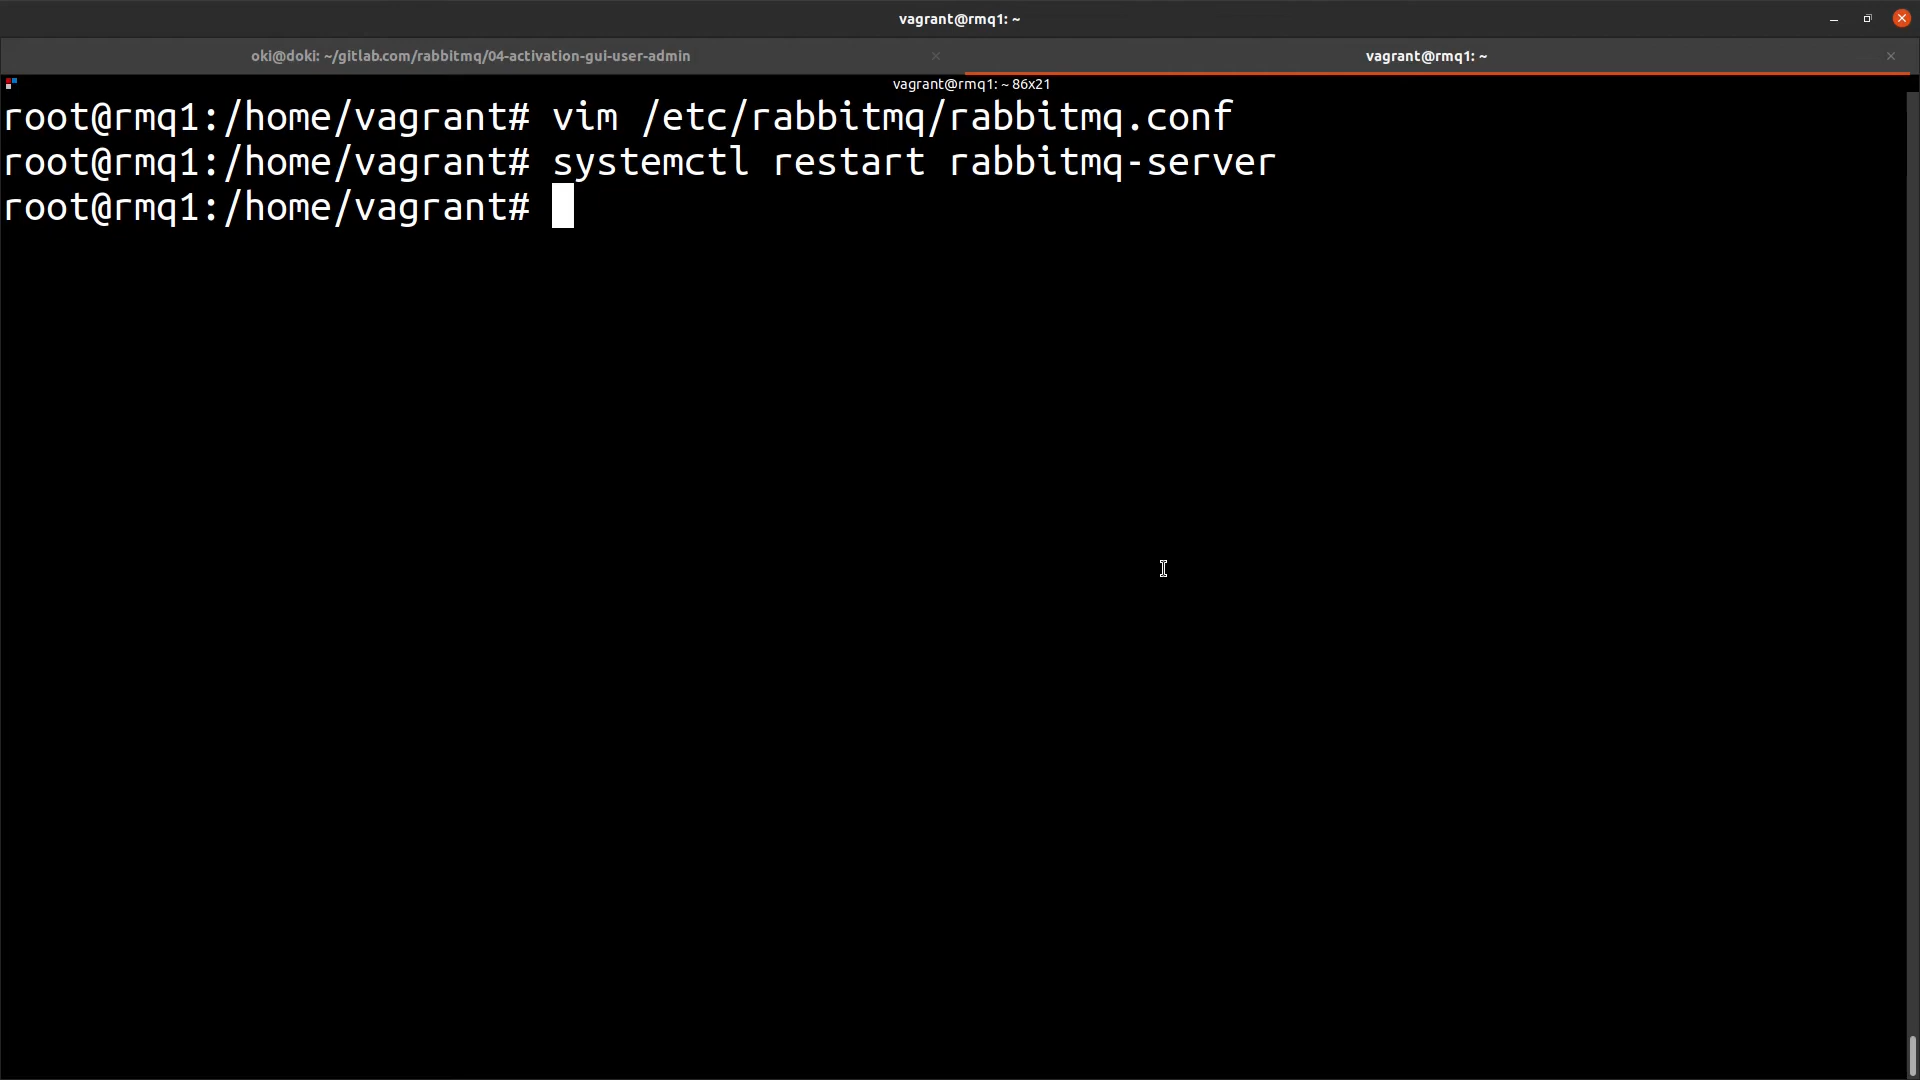 vagrant@rmq1: ~
oki@doki: ~/gitlab.com/rabbitmq/04-activation-gui-user-admin
vagrant@rmq1: ~
vagrant@rmq1: ~ 86x21
root@rmq1:/home/vagrant# vim /etc/rabbitmq/rabbitmq.conf
root@rmq1:/home/vagrant# systemctl restart rabbitmq-server
root@rmq1:/home/vagrant#